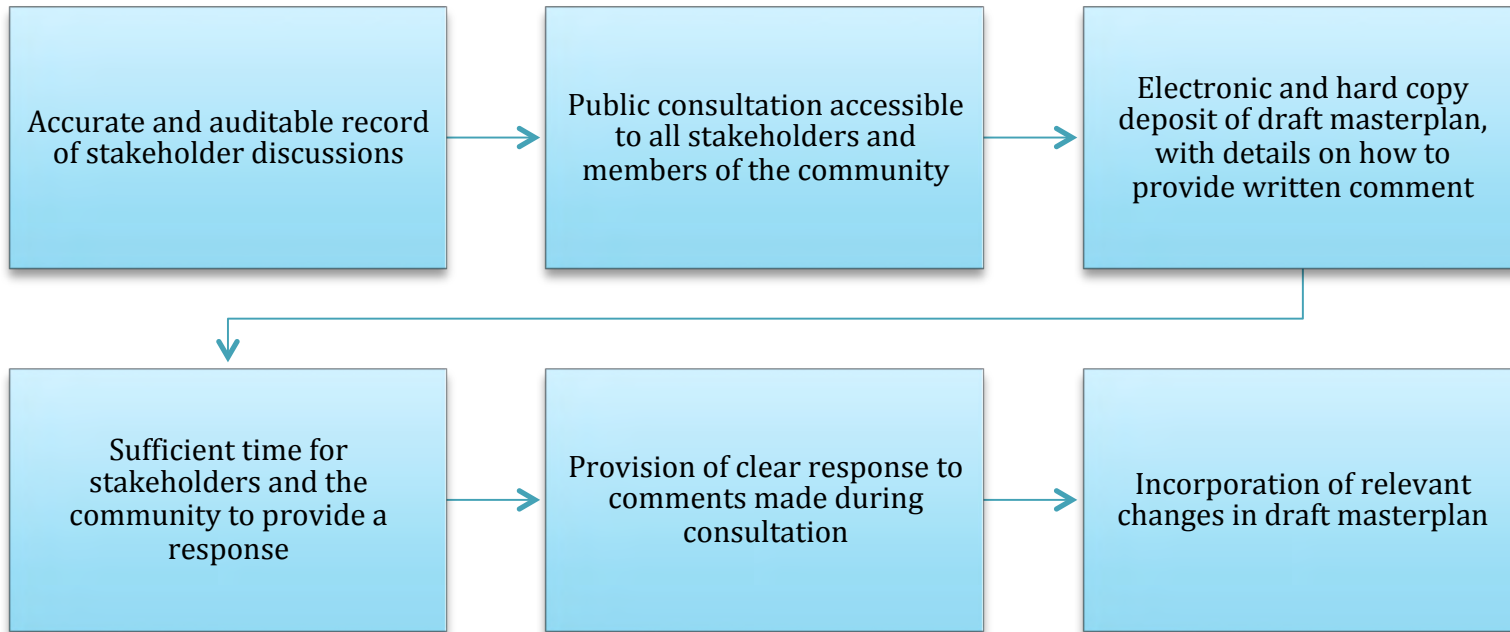 Accurate and auditable record
of stakeholder discussions
Public consultation accessible
to all stakeholders and
members of the community
Electronic and hard copy
deposit of draft masterplan,
with details on how to
provide written comment
Sufficient time for
stakeholders and the
community to provide a
response
Provision of clear response to
comments made during
consultation
Incorporation of relevant
changes in draft masterplan